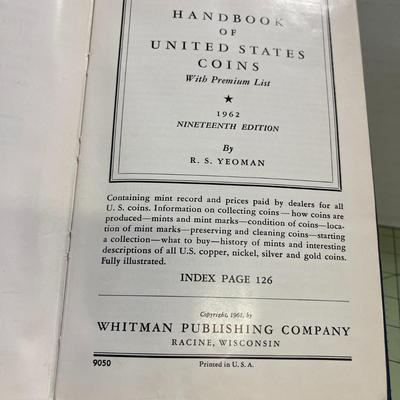 HANDBOOK
OF
UNITED STATES
COINS
With Premium List
★
1962
NINETEENTH EDITION
By
R. S. YEOMAN
Containing mint record and prices paid by dealers for all
U. S. coins. Information on collecting coins — how coins are
produced—mints and mint marks—condition of coins—loca-
tion of mint marks—preserving and cleaning coins—starting
a collection—what to buy—history of mints and interesting
descriptions of all U.S. copper, nickel, silver and gold coins.
Fully illustrated.
INDEX PAGE 126
Copyright, 1961, by
WHITMAN PUBLISHING COMPANY
RACINE, WISCONSIN
9050
Printed in U. S. A.